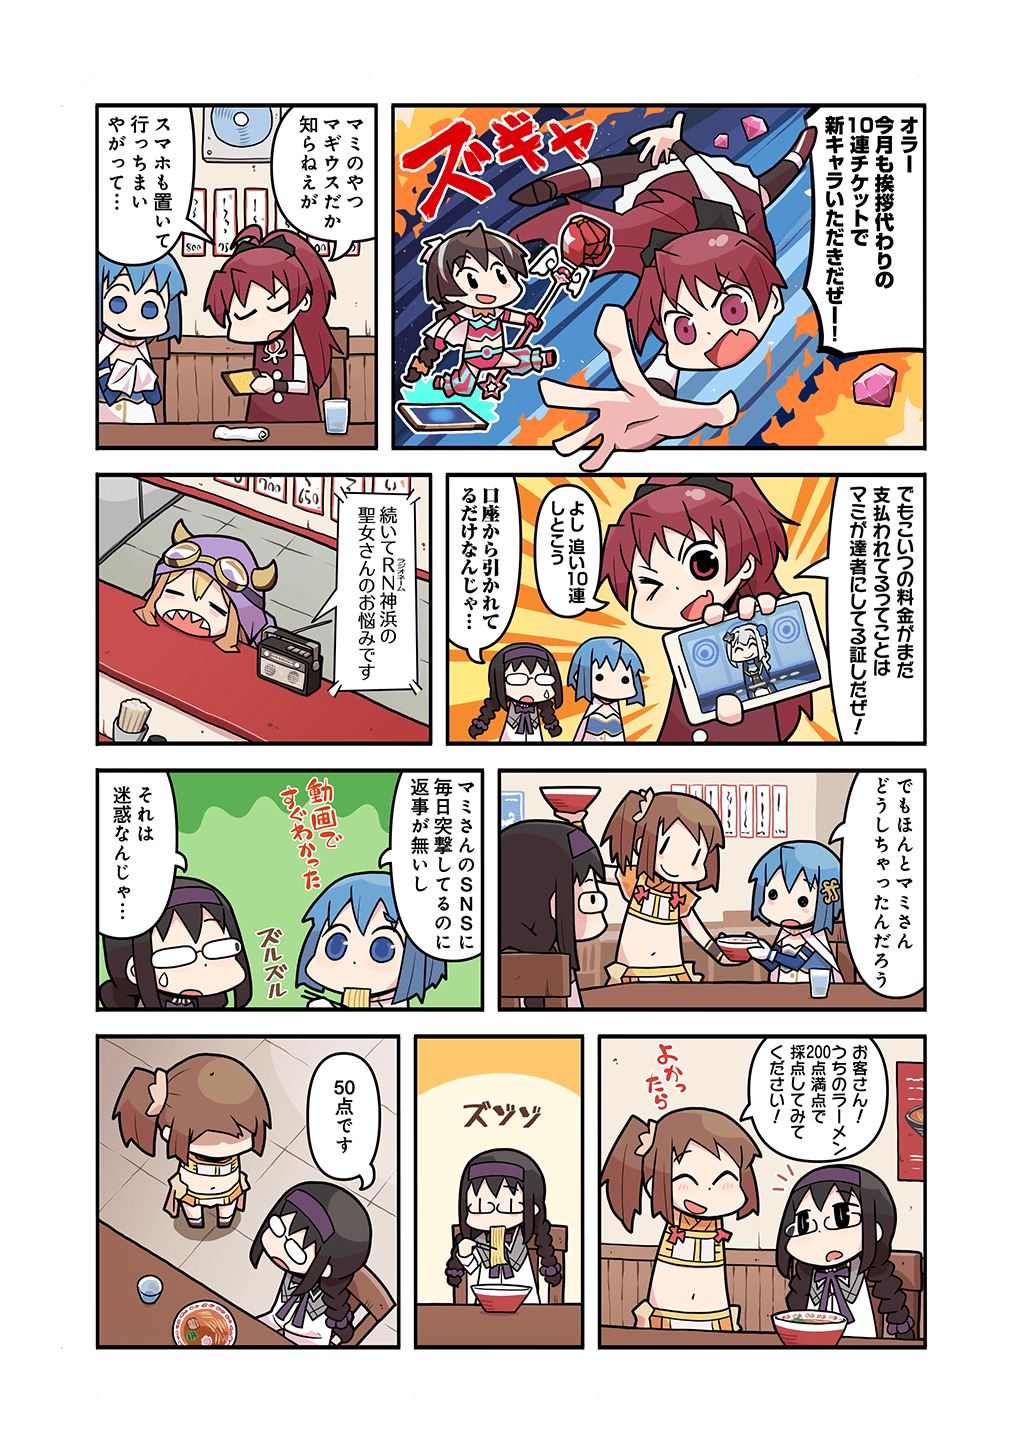 オラー
今月も挨拶代わりの
10連チケットで
新キャラいただきだぜー!!
ズギャ
マミのやつ
マギウスだか
知らねえが
スマホも置いて
行っちまい
やがって…
でもこいつの料金がまだ
支払われてるってことは
マミが達者にしてる証しだぜ!
よし 追い10連
しとこう
口座から引かれて
るだけなんじゃ…
続いてRN神浜の
ラジオネーム
聖女さんのお悩みです
でもほんとマミさん
どうしちゃったんだろう
マミさんのSNSに
毎日突撃してるのに
返事が無いし
動画で
すぐわかった
ズルズル
それは
迷惑なんじゃ…
お客さん!
うちのラーメン
200点満点で
採点してみて
ください!
よかっ
たら
ズゾゾ
50点です